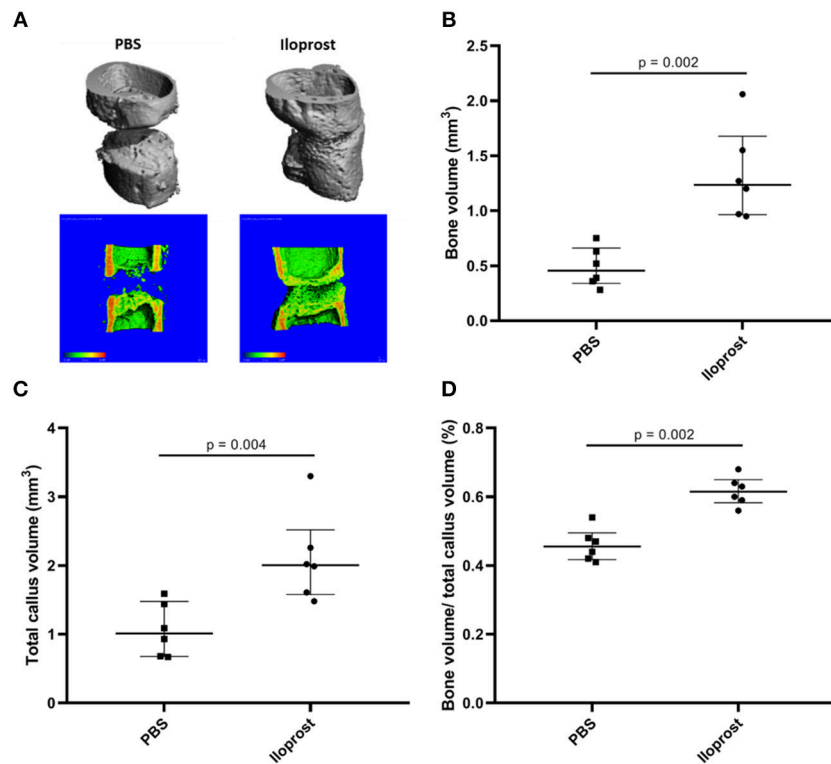 A
PBS
Iloprost
B
Bone volume (mm³)
2.5
2.0
1.5
1.0
0.5
0.0
p = 0.002
PBS
Iloprost
C
Total callus volume (mm³)
4
3
2
1
0
p = 0.004
PBS
Iloprost
D
Bone volume/ total callus volume (%)
0.8
0.6
0.4
0.2
0.0
p = 0.002
PBS
Iloprost